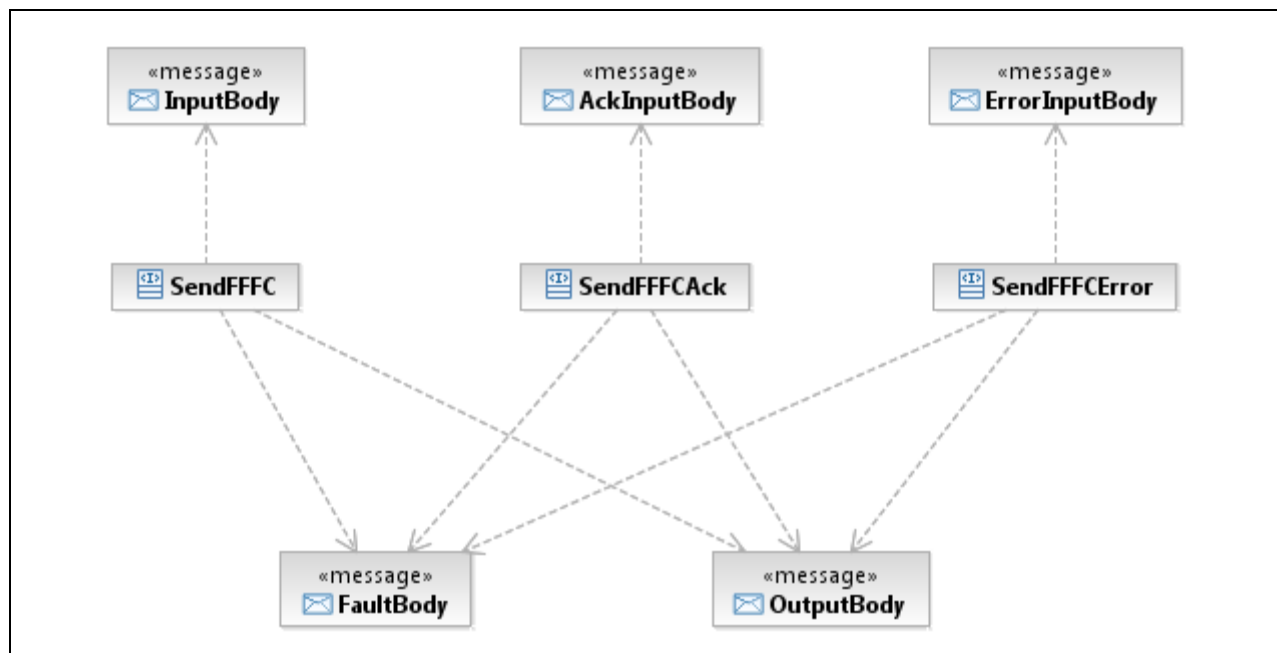 «message»
InputBody
«message»
AckInputBody
«message»
ErrorInputBody
<I> SendFFFC
<I> SendFFFCAck
<I> SendFFFCError
«message»
FaultBody
«message»
OutputBody